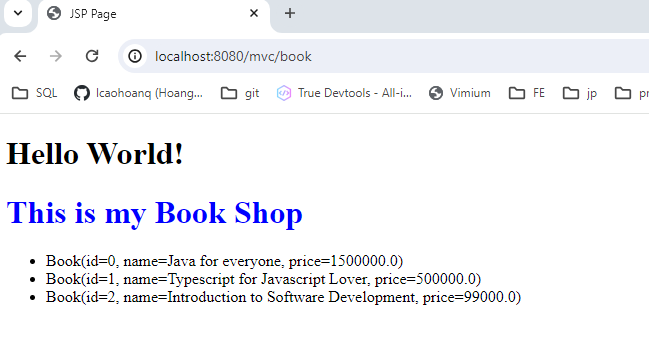 JSP Page
localhost:8080/mvc/book
SQL
lcaohoanq (Hoang...
git
True Devtools - All-i...
Vimium
FE
jp
Hello World!
This is my Book Shop
Book(id=0, name=Java for everyone, price=1500000.0)
Book(id=1, name=Typescript for Javascript Lover, price=500000.0)
Book(id=2, name=Introduction to Software Development, price=99000.0)